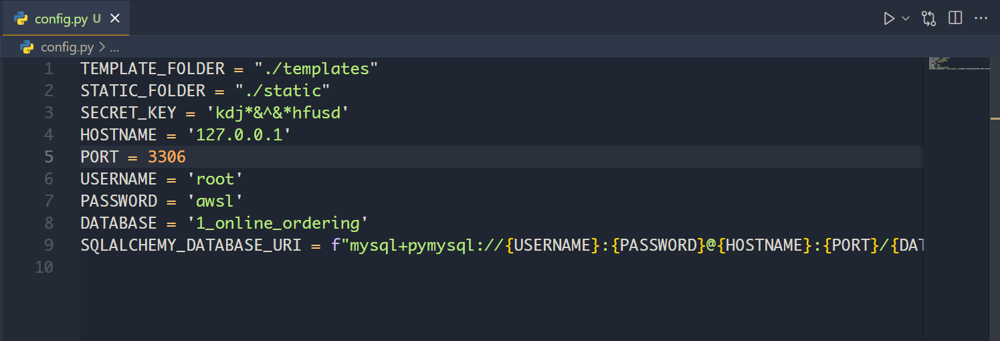 config.py U
config.py > ...
1 TEMPLATE_FOLDER = "./templates"
2 STATIC_FOLDER = "./static"
3 SECRET_KEY = 'kdj*&^&*hfusd'
4 HOSTNAME = '127.0.0.1'
5 PORT = 3306
6 USERNAME = 'root'
7 PASSWORD = 'awsl'
8 DATABASE = '1_online_ordering'
9 SQLALCHEMY_DATABASE_URI = f"mysql+pymysql://{USERNAME}:{PASSWORD}@{HOSTNAME}:{PORT}/{DAT
10